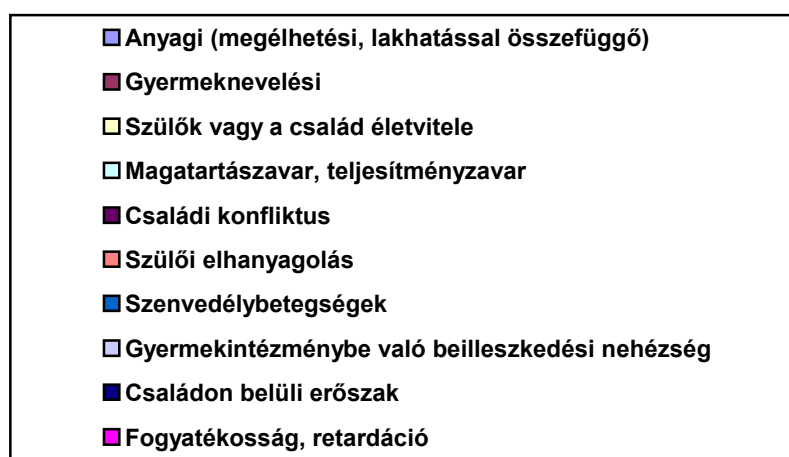 Anyagi (megélhetési, lakhatással összefüggő)
Gyermeknevelési
Szülők vagy a család életvitele
Magatartászavar, teljesítményzavar
Családi konfliktus
Szülői elhanyagolás
Szenvedélybetegségek
Gyermekintézménybe való beilleszkedési nehézség
Családon belüli erőszak
Fogyatékosság, retardáció